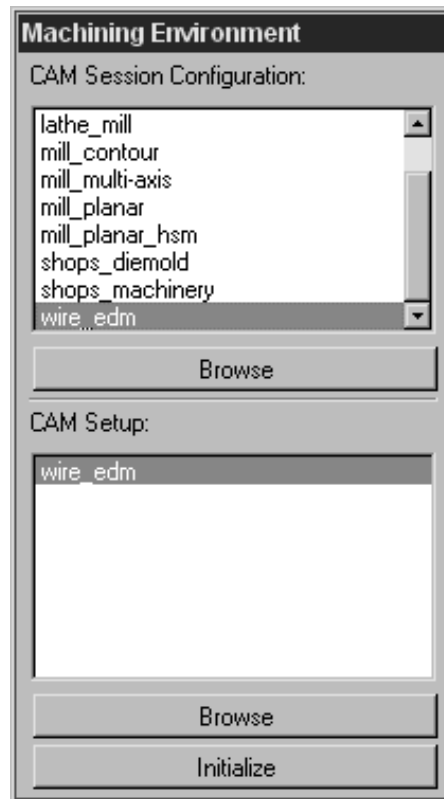 Machining Environment
CAM Session Configuration:
lathe_mill
mill_contour
mill_multi-axis
mill_planar
mill_planar_hsm
shops_diemold
shops_machinery
wire_edm
Browse
CAM Setup:
wire_edm
Browse
Initialize